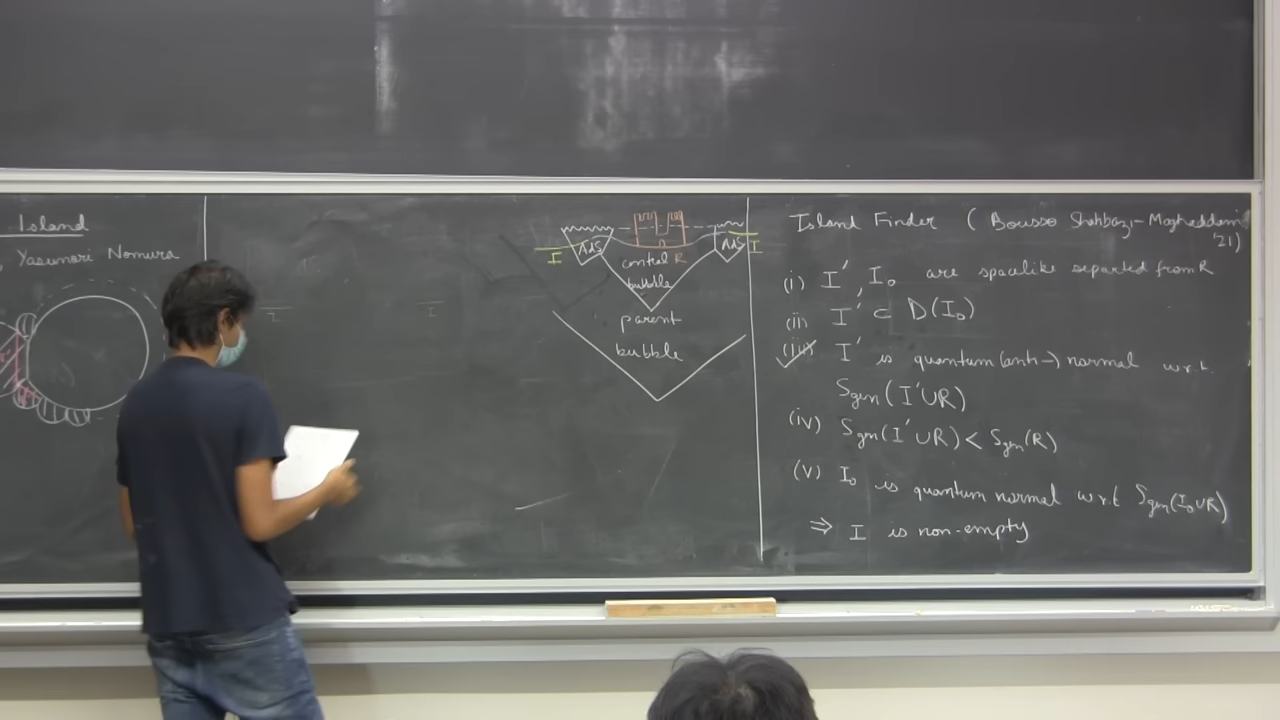 Island
, Yasunori Nomura
I
AdS
central
R
AdS
I
bubble
parent
bubble
Island Finder ( Bousso Shahbazi-Moghaddam
'21)
(i) I', I₀ are spacelike separated from R
(ii) I' ⊂ D(I₀)
(iii) I' is quantum (anti-) normal w.r.t.
Sgen(I'∪R)
(iv) Sgen(I'∪R) < Sgen(R)
(v) I₀ is quantum normal w.r.t Sgen(I₀∪R)
⇒ I is non-empty